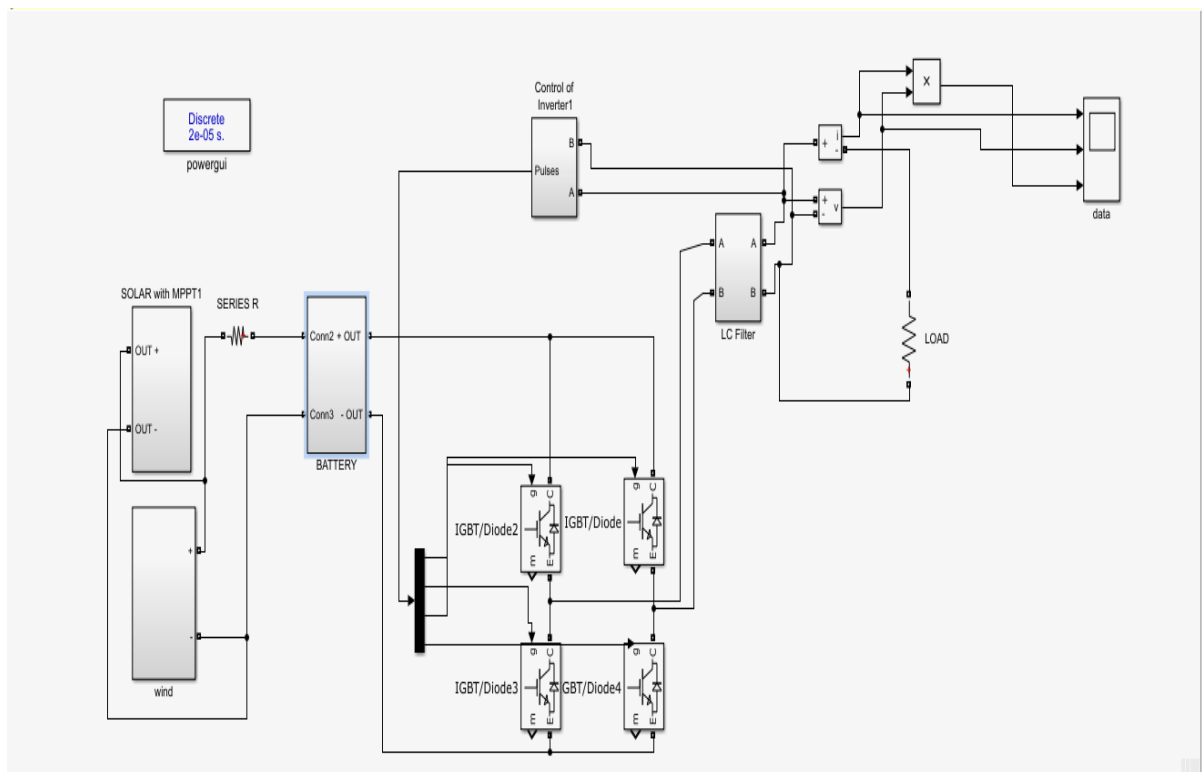 Discrete
2e-05 s.
powergui
Control of
Inverter1
B
Pulses
A
+
i
-
×
+
-
v
data
A
A
B
B
LC Filter
LOAD
SOLAR with MPPT1
OUT +
OUT -
SERIES R
Conn2 + OUT
Conn3 - OUT
BATTERY
+
-
wind
g
C
IGBT/Diode2
m
E
g
C
IGBT/Diode
m
E
g
C
IGBT/Diode3
m
E
g
C
GBT/Diode4
m
E